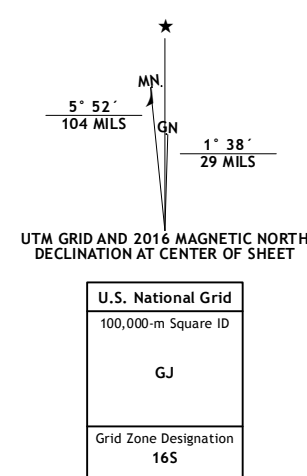 MN.
GN
5° 52´
104 MILS
1° 38´
29 MILS
UTM GRID AND 2016 MAGNETIC NORTH
DECLINATION AT CENTER OF SHEET
U.S. National Grid
100,000-m Square ID
GJ
Grid Zone Designation
16S